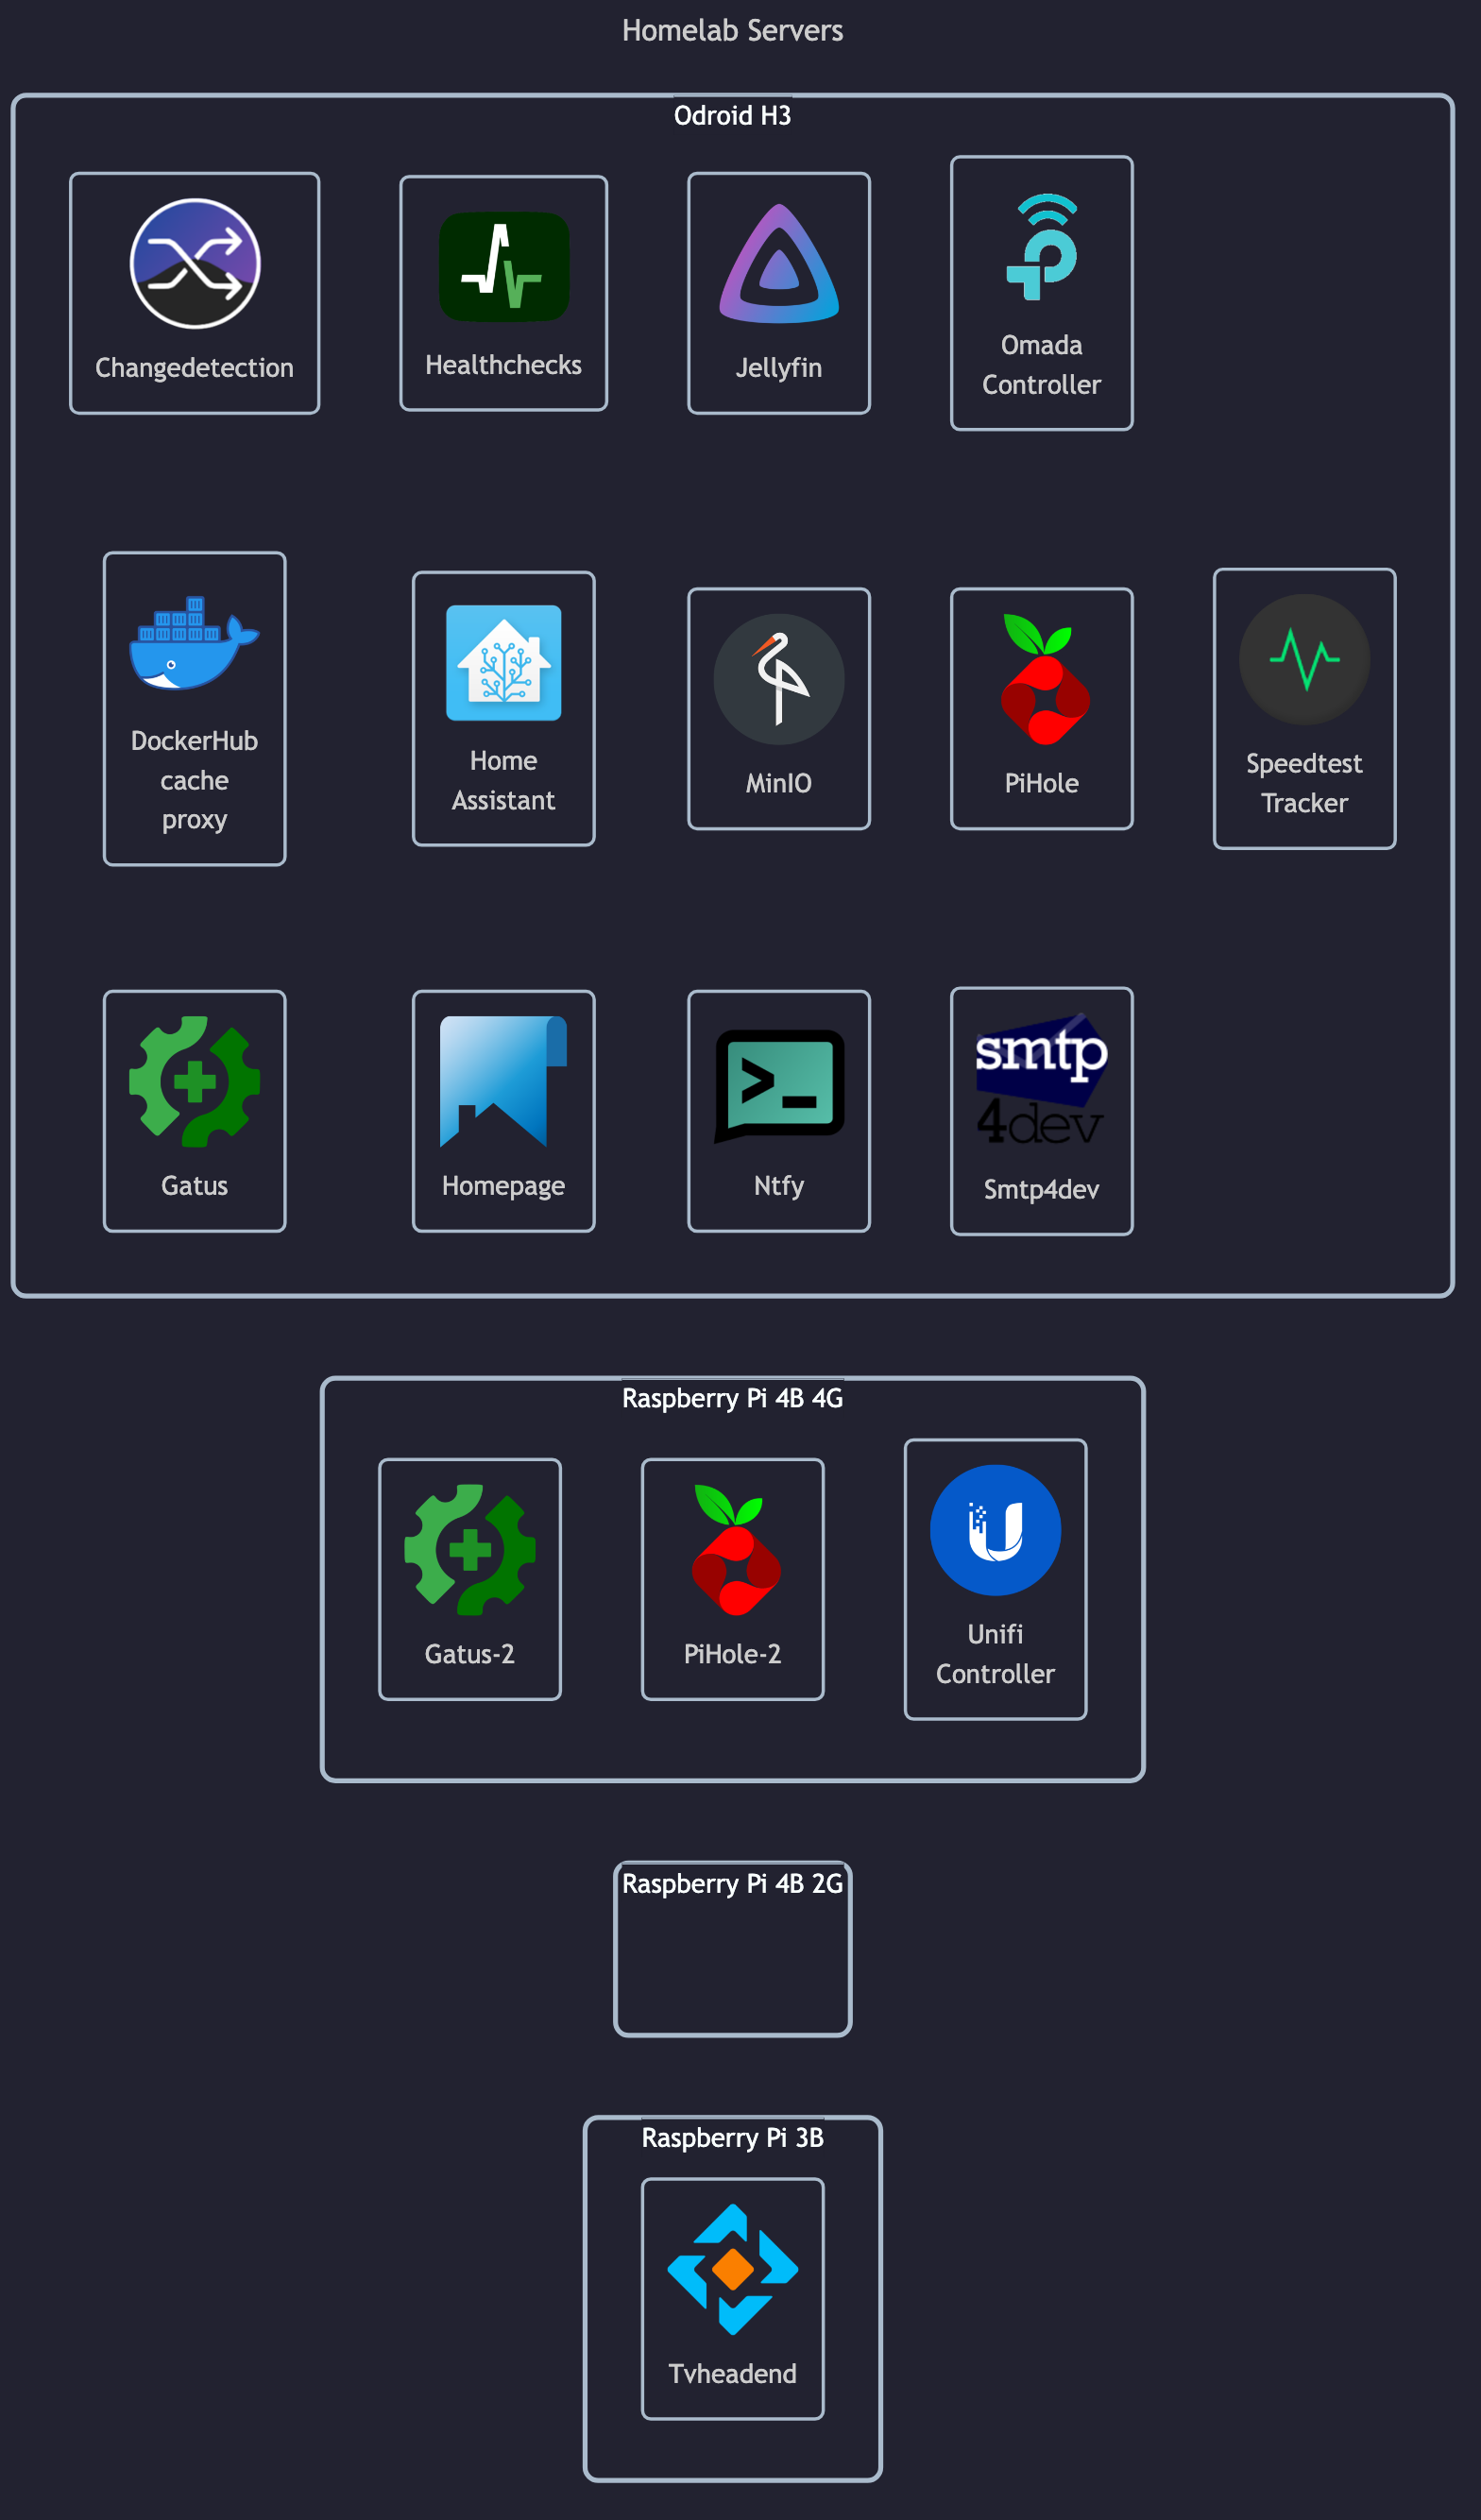 Homelab Servers
Odroid H3
Changedetection
Healthchecks
Jellyfin
Omada
Controller
DockerHub
cache
proxy
Home
Assistant
MinIO
PiHole
Speedtest
Tracker
Gatus
Homepage
>_
Ntfy
smtp
4dev
Smtp4dev
Raspberry Pi 4B 4G
Gatus-2
PiHole-2
U
Unifi
Controller
Raspberry Pi 4B 2G
Raspberry Pi 3B
Tvheadend